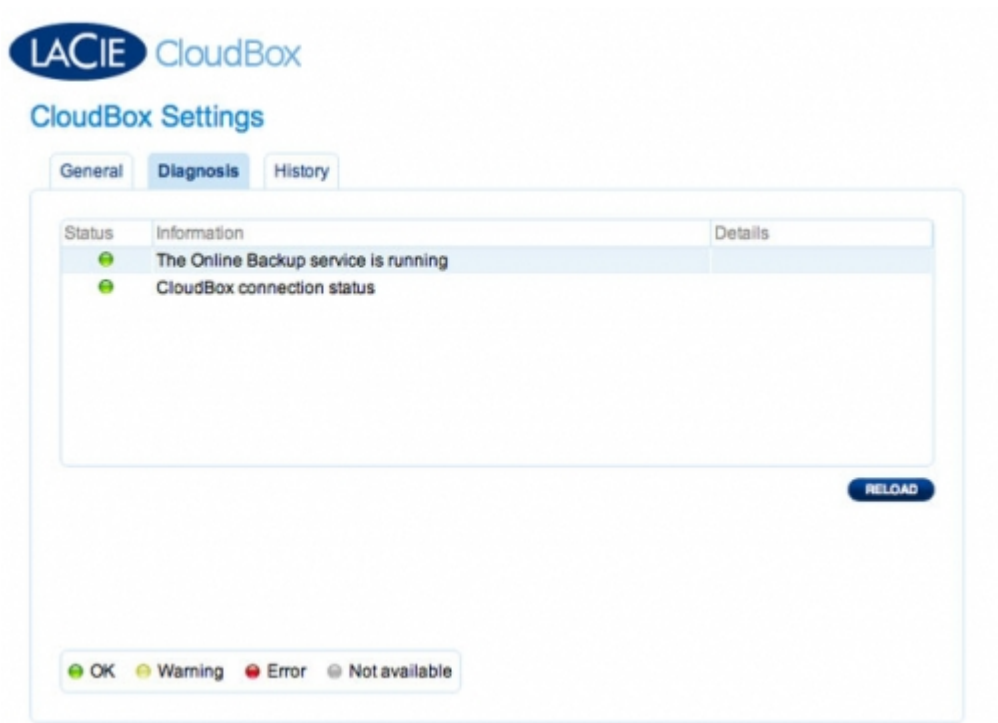 LACIE CloudBox
CloudBox Settings
General Diagnosis History
Status Information Details
The Online Backup service is running
CloudBox connection status
RELOAD
OK Warning Error Not available